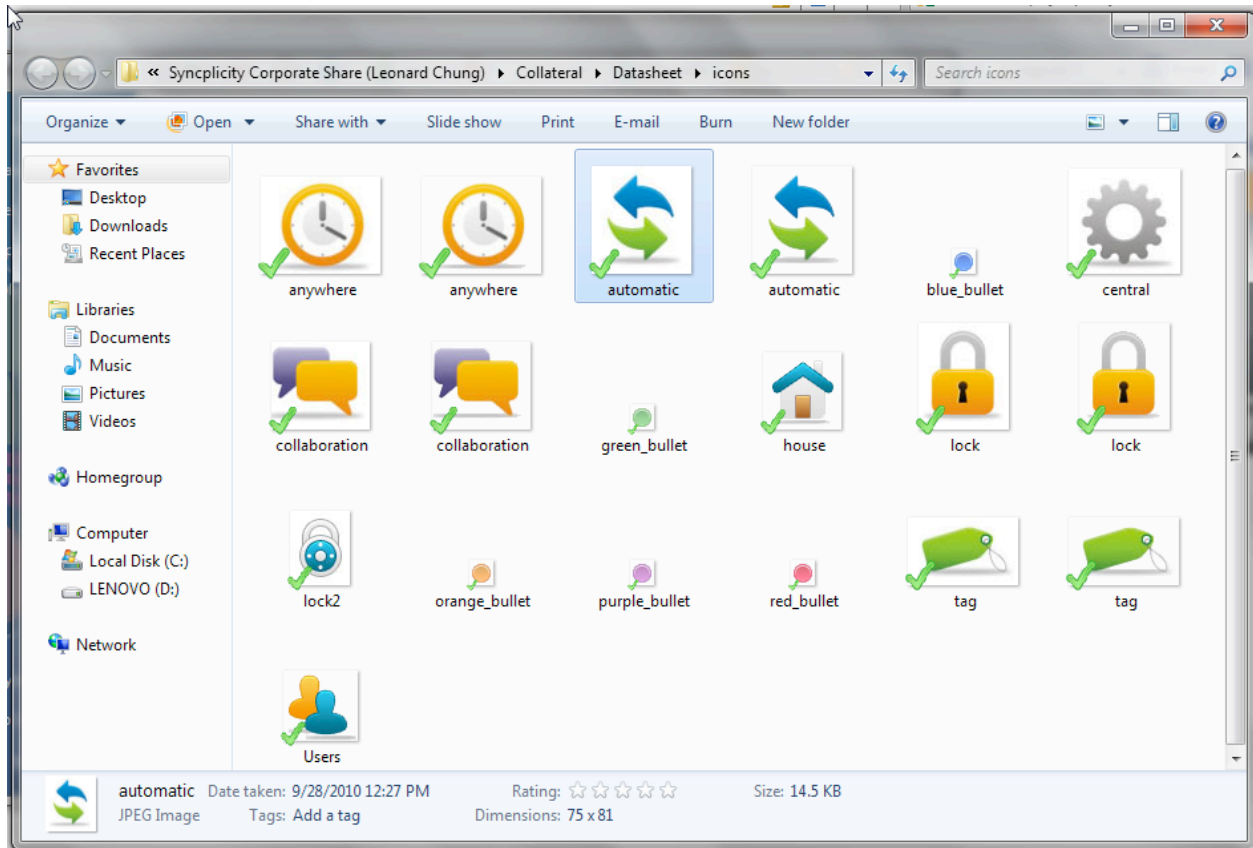 « Syncplicity Corporate Share (Leonard Chung) Collateral Datasheet icons Search icons
Organize Open Share with Slide show Print E-mail Burn New folder
Favorites
Desktop
Downloads
Recent Places
Libraries
Documents
Music
Pictures
Videos
Homegroup
Computer
Local Disk (C:)
LENOVO (D:)
Network
anywhere anywhere automatic automatic blue_bullet central
collaboration collaboration green_bullet house lock lock
lock2 orange_bullet purple_bullet red_bullet tag tag
Users
automatic Date taken: 9/28/2010 12:27 PM Rating: Size: 14.5 KB
JPEG Image Tags: Add a tag Dimensions: 75 x 81